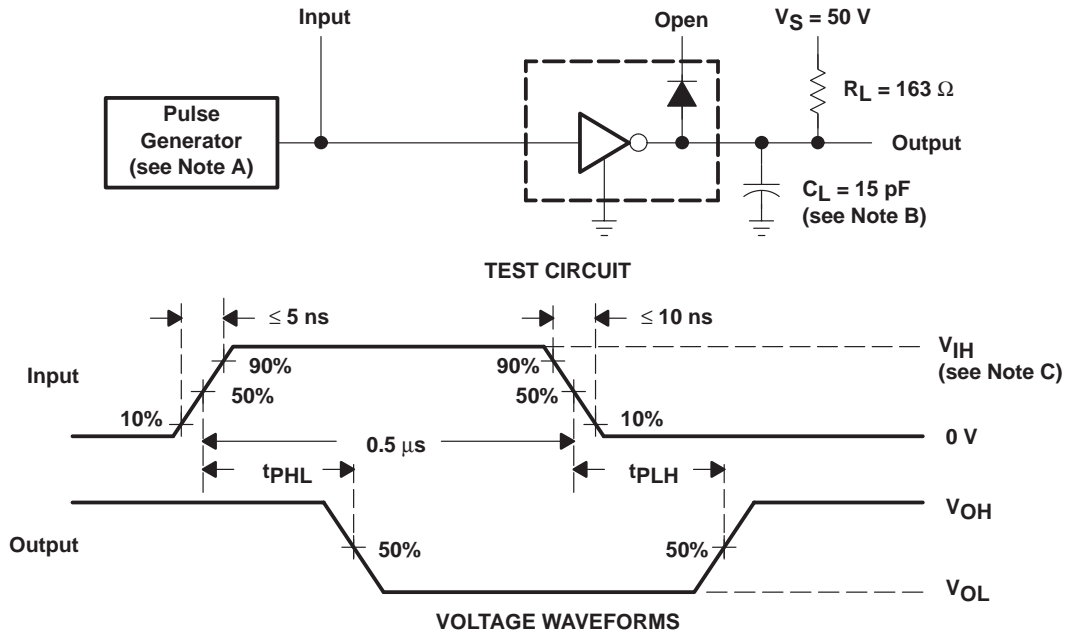 Input
Open
VS = 50 V
RL = 163 Ω
Pulse
Generator
(see Note A)
Output
CL = 15 pF
(see Note B)
TEST CIRCUIT
≤ 5 ns
≤ 10 ns
VIH
(see Note C)
Input
90%
90%
50%
50%
10%
10%
0 V
0.5 μs
tPHL
tPLH
VOH
Output
50%
50%
VOL
VOLTAGE WAVEFORMS